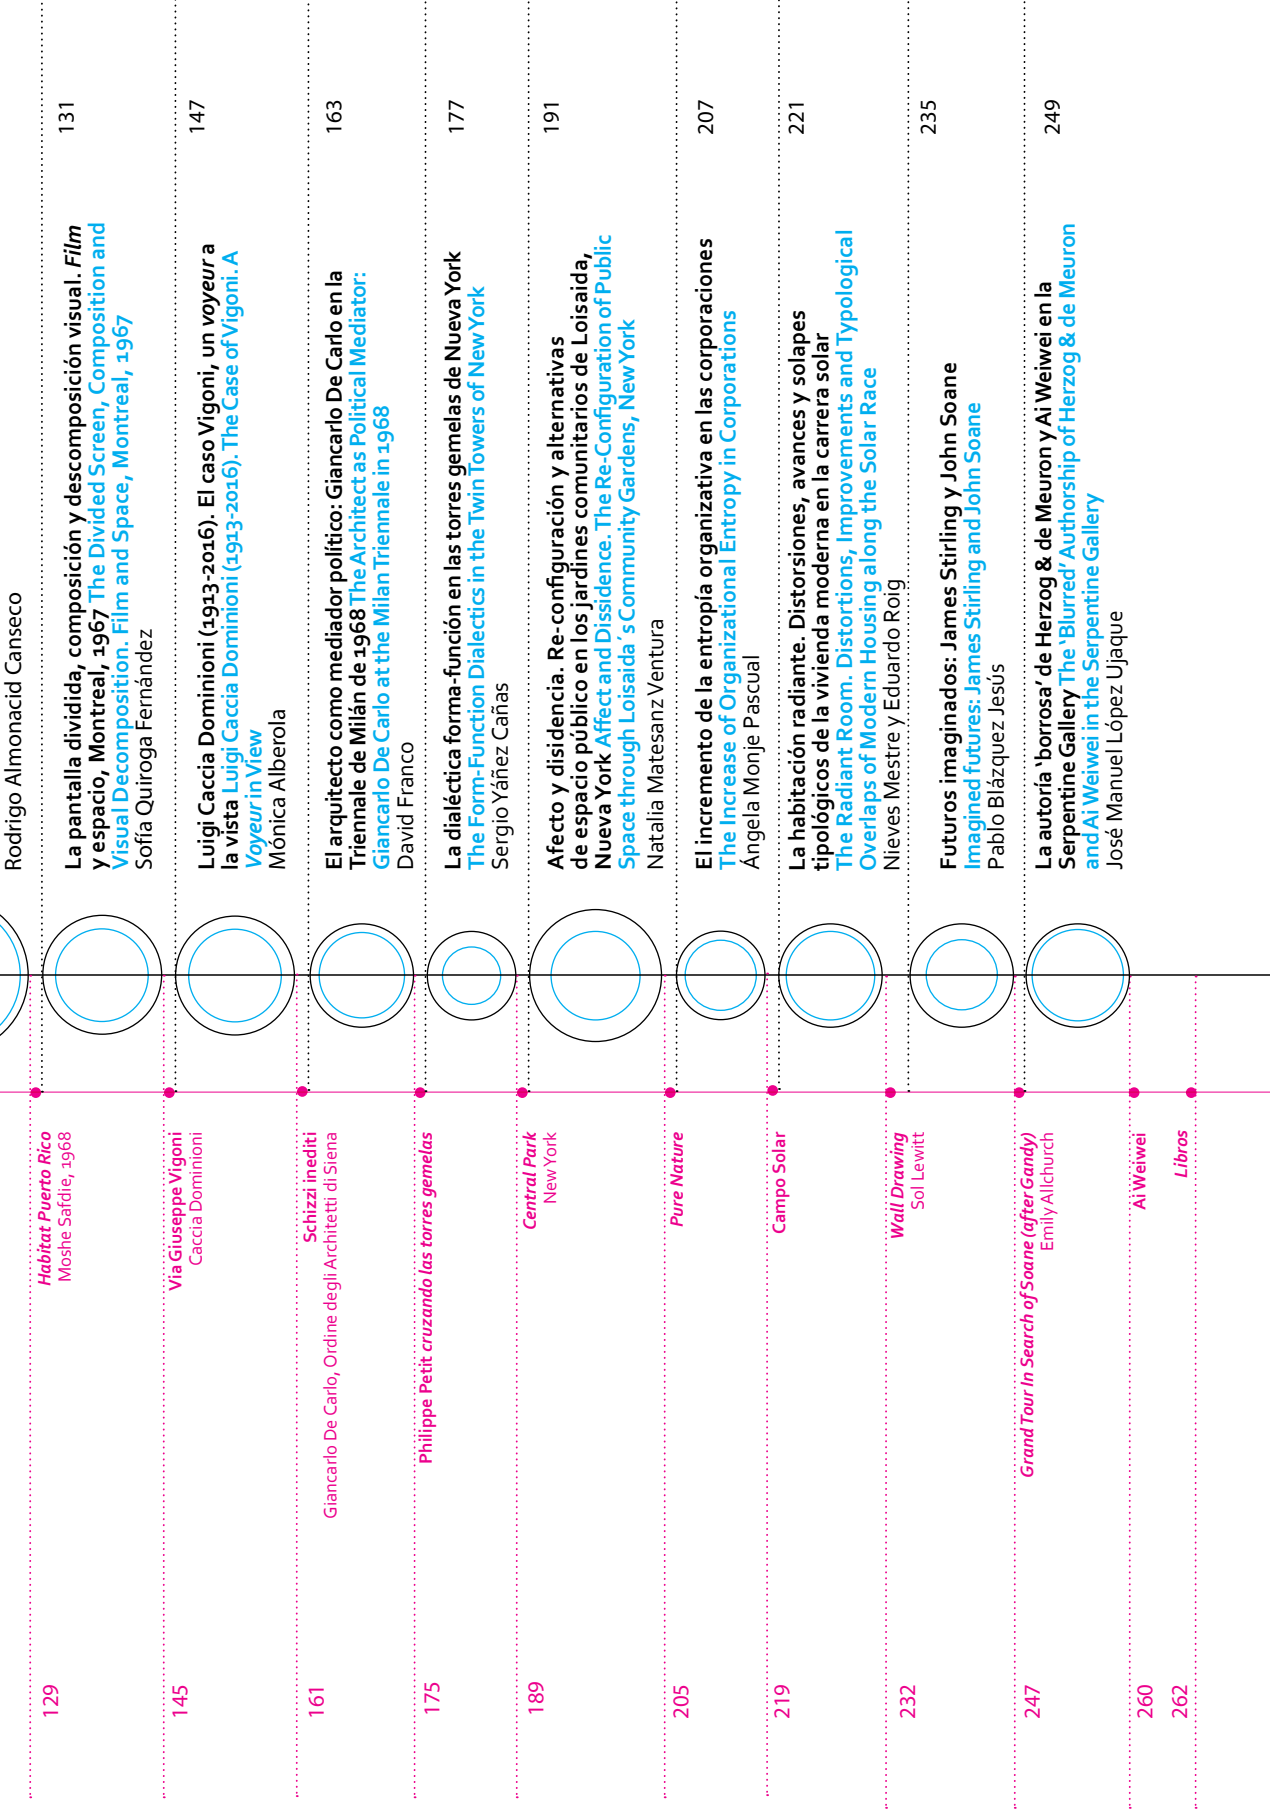 Rodrigo Almonacid Canseco
La pantalla dividida, composición y descomposición visual. Film
y espacio, Montreal, 1967 The Divided Screen, Composition and
Visual Decomposition. Film and Space, Montreal, 1967
Sofía Quiroga Fernández
131
Luigi Caccia Dominioni (1913-2016). El caso Vigoni, un voyeur a
la vista Luigi Caccia Dominioni (1913-2016). The Case of Vigoni. A
Voyeur in View
Mónica Alberola
147
El arquitecto como mediador político: Giancarlo De Carlo en la
Triennale de Milán de 1968 The Architect as Political Mediator:
Giancarlo De Carlo at the Milan Triennale in 1968
David Franco
163
La dialéctica forma-función en las torres gemelas de Nueva York
The Form-Function Dialectics in the Twin Towers of New York
Sergio Yáñez Cañas
177
Afecto y disidencia. Re-configuración y alternativas
de espacio público en los jardines comunitarios de Loisaida,
Nueva York Affect and Dissidence. The Re-Configuration of Public
Space through Loisaida´s Community Gardens, New York
Natalia Matesanz Ventura
191
El incremento de la entropía organizativa en las corporaciones
The Increase of Organizational Entropy in Corporations
Ángela Monje Pascual
207
La habitación radiante. Distorsiones, avances y solapes
tipológicos de la vivienda moderna en la carrera solar
The Radiant Room. Distortions, Improvements and Typological
Overlaps of Modern Housing along the Solar Race
Nieves Mestre y Eduardo Roig
221
Futuros imaginados: James Stirling y John Soane
Imagined futures: James Stirling and John Soane
Pablo Blázquez Jesús
235
La autoría ‘borrosa’ de Herzog & de Meuron y Ai Weiwei en la
Serpentine Gallery The ‘Blurred’ Authorship of Herzog & de Meuron
and Ai Weiwei in the Serpentine Gallery
José Manuel López Ujaque
249
129
Habitat Puerto Rico
Moshe Safdie, 1968
145
Via Giuseppe Vigoni
Caccia Dominioni
161
Schizzi inediti
Giancarlo De Carlo, Ordine degli Architetti di Siena
175
Philippe Petit cruzando las torres gemelas
189
Central Park
New York
205
Pure Nature
219
Campo Solar
232
Wall Drawing
Sol Lewitt
247
Grand Tour In Search of Soane (after Gandy)
Emily Allchurch
260
Ai Weiwei
262
Libros